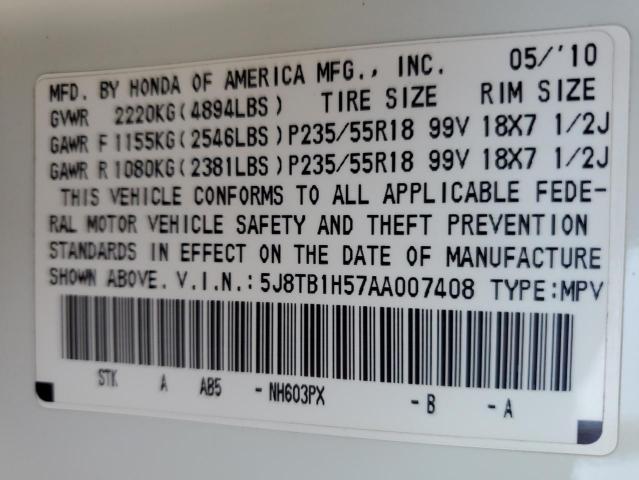 MFD. BY HONDA OF AMERICA MFG., INC. 05/'10
GVWR 2220KG(4894LBS) TIRE SIZE RIM SIZE
GAWR F 1155KG(2546LBS)P235/55R18 99V 18X7 1/2J
GAWR R 1080KG(2381LBS)P235/55R18 99V 18X7 1/2J
THIS VEHICLE CONFORMS TO ALL APPLICABLE FEDE-
RAL MOTOR VEHICLE SAFETY AND THEFT PREVENTION
STANDARDS IN EFFECT ON THE DATE OF MANUFACTURE
SHOWN ABOVE. V.I.N.: 5J8TB1H57AA007408 TYPE:MPV
STK A AB5 -NH603PX -B -A